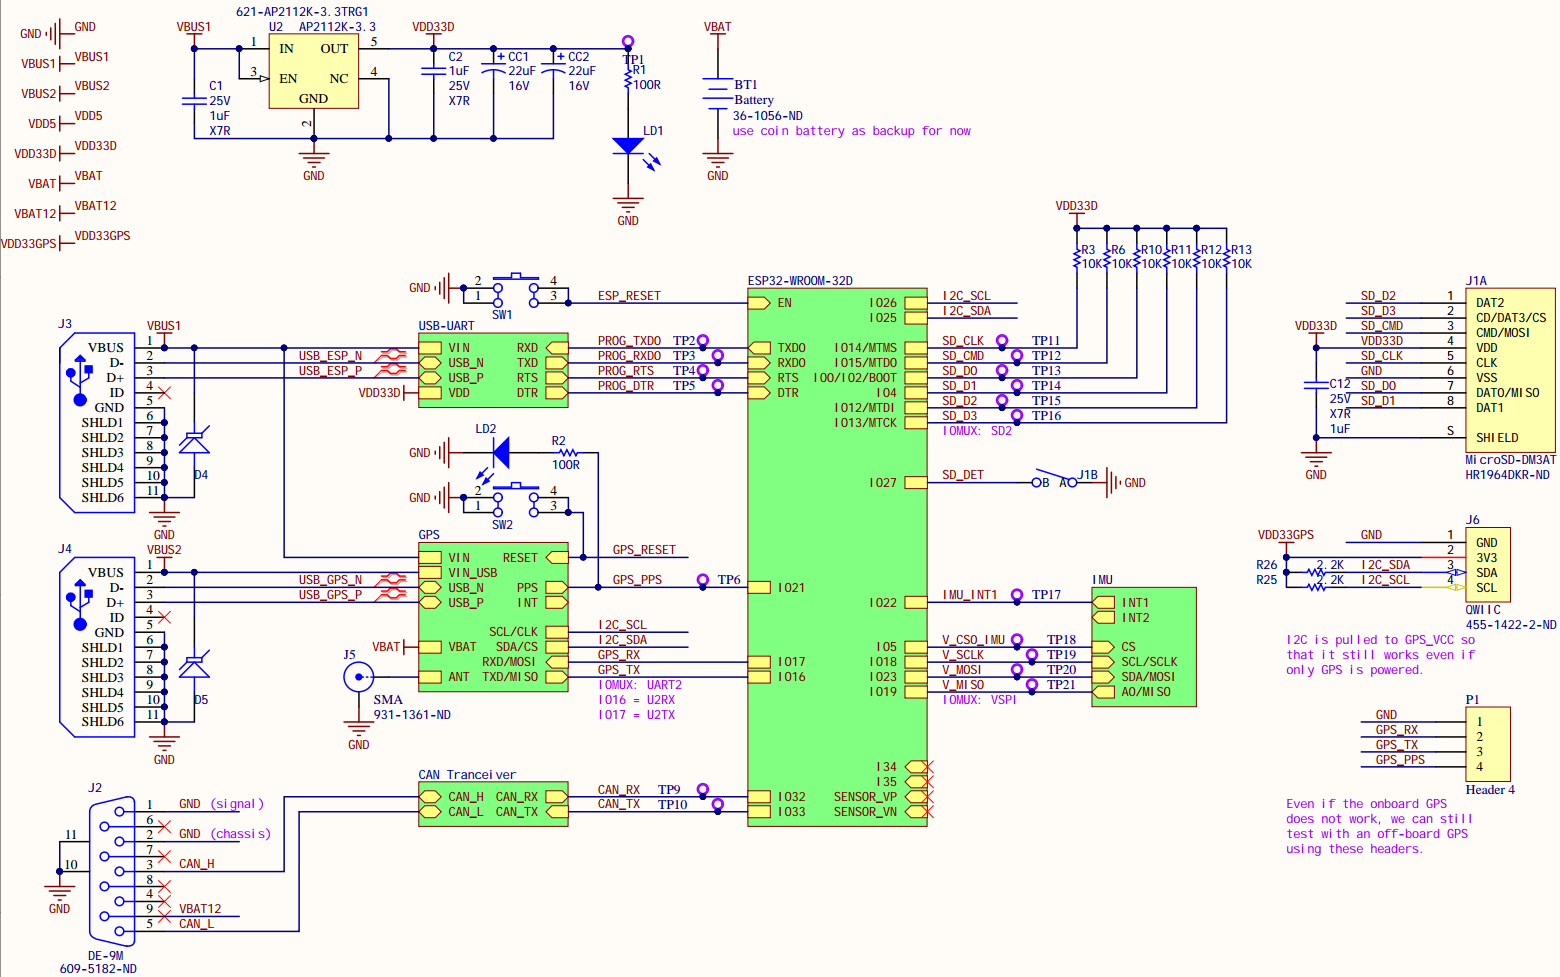 GND GND
VBUS1 VBUS1
VBUS2 VBUS2
VDD5 VDD5
VDD33D VDD33D
VBAT VBAT
VBAT12 VBAT12
VDD33GPS VDD33GPS
621-AP2112K-3.3TRG1
U2 AP2112K-3.3
VBUS1
1 IN OUT 5
3 EN NC 4
GND
2
GND
C1
25V
1uF
X7R
VDD33D
C2
1uF
25V
X7R
CC1
22uF
16V
CC2
22uF
16V
TP1
R1
100R
LD1
GND
VBAT
BT1
Battery
36-1056-ND
use coin battery as backup for now
GND
J3
VBUS1
VBUS 1
D- 2
D+ 3
ID 4
GND 5
SHLD1 6
SHLD2 7
SHLD3 8
SHLD4 9
SHLD5 10
SHLD6 11
D4
GND
USB_ESP_N
USB_ESP_P
VDD33D
J4
VBUS2
VBUS 1
D- 2
D+ 3
ID 4
GND 5
SHLD1 6
SHLD2 7
SHLD3 8
SHLD4 9
SHLD5 10
SHLD6 11
D5
GND
USB_GPS_N
USB_GPS_P
VBAT
J5
SMA
931-1361-ND
GND
J2
1 GND (signal)
6
2 GND (chassis)
7
3 CAN_H
8
4
9 VBAT12
5 CAN_L
11
10
GND
DE-9M
609-5182-ND
GND 2 4
1 3
SW1
ESP_RESET
USB-UART
VIN RXD
USB_N TXD
USB_P RTS
VDD DTR
PROG_TXD0 TP2
PROG_RXD0 TP3
PROG_RTS TP4
PROG_DTR TP5
LD2
GND
R2
100R
GND 2 4
1 3
SW2
GPS
VIN RESET
VIN_USB
USB_N PPS
USB_P INT
SCL/CLK
VBAT SDA/CS
RXD/MOSI
ANT TXD/MISO
GPS_RESET
GPS_PPS TP6
I2C_SCL
I2C_SDA
GPS_RX
GPS_TX
IOMUX: UART2
IO16 = U2RX
IO17 = U2TX
CAN Tranceiver
CAN_H CAN_RX
CAN_L CAN_TX
CAN_RX TP9
CAN_TX TP10
ESP32-WROOM-32D
EN IO26
IO25
TXD0 IO14/MTMS
RXD0 IO15/MTDO
RTS IO0/IO2/BOOT
DTR IO4
IO12/MTDI
IO13/MTCK
IO27
IO21
IO22
IO5
IO17 IO18
IO16 IO23
IO19
I34
I35
IO32 SENSOR_VP
IO33 SENSOR_VN
I2C_SCL
I2C_SDA
SD_CLK TP11
SD_CMD TP12
SD_D0 TP13
SD_D1 TP14
SD_D2 TP15
SD_D3 TP16
IOMUX: SD2
VDD33D
R3 R6 R10 R11 R12 R13
10K 10K 10K 10K 10K 10K
SD_DET
B A J1B
GND
IMU
IMU_INT1 TP17 INT1
INT2
V_CS0_IMU TP18 CS
V_SCLK TP19 SCL/SCLK
V_MOSI TP20 SDA/MOSI
V_MISO TP21 A0/MISO
IOMUX: VSPI
J1A
SD_D2 1 DAT2
SD_D3 2 CD/DAT3/CS
SD_CMD 3 CMD/MOSI
VDD33D 4 VDD
SD_CLK 5 CLK
GND 6 VSS
SD_D0 7 DAT0/MISO
SD_D1 8 DAT1
S SHIELD
VDD33D
C12
25V
X7R
1uF
GND
MicroSD-DM3AT
HR1964DKR-ND
J6
VDD33GPS
GND 1 GND
2 3V3
R26 2.2K I2C_SDA 3 SDA
R25 2.2K I2C_SCL 4 SCL
QWIIC
455-1422-2-ND
I2C is pulled to GPS_VCC so
that it still works even if
only GPS is powered.
P1
GND 1
GPS_RX 2
GPS_TX 3
GPS_PPS 4
Header 4
Even if the onboard GPS
does not work, we can still
test with an off-board GPS
using these headers.